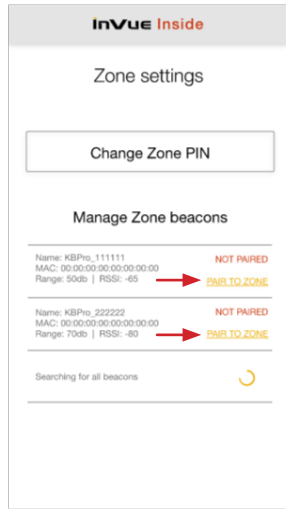 inVue Inside
Zone settings
Change Zone PIN
Manage Zone beacons
Name: KBPro_111111
NOT PAIRED
MAC: 00:00:00:00:00:00:00:00
Range: 50db | RSSI: -65
PAIR TO ZONE
Name: KBPro_222222
NOT PAIRED
MAC: 00:00:00:00:00:00:00:00
Range: 70db | RSSI: -80
PAIR TO ZONE
Searching for all beacons